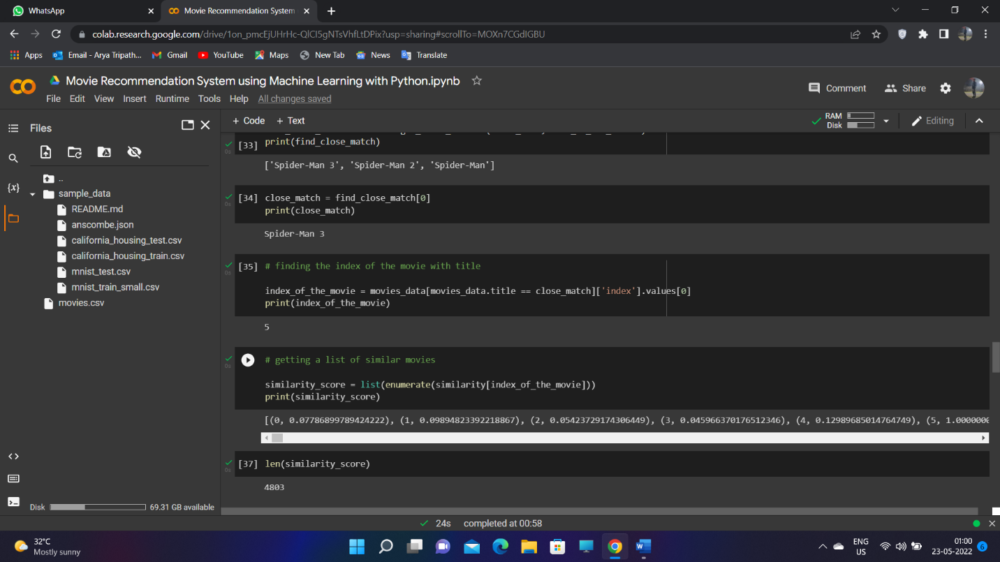 WhatsApp
Movie Recommendation System
colab.research.google.com/drive/1on_pmcEjUHrHc-QlCI5gNTsVhfLtDPix?usp=sharing#scrollTo=MOXn7CGdIGBU
Apps Email - Arya Tripath... Gmail YouTube Maps New Tab News Translate
Movie Recommendation System using Machine Learning with Python.ipynb
File Edit View Insert Runtime Tools Help All changes saved
Comment Share
Files
+ Code + Text
RAM
Disk
Editing
..
sample_data
README.md
anscombe.json
california_housing_test.csv
california_housing_train.csv
mnist_test.csv
mnist_train_small.csv
movies.csv
{x}
Disk 69.31 GB available
[33] print(find_close_match)
0s
['Spider-Man 3', 'Spider-Man 2', 'Spider-Man']
[34] close_match = find_close_match[0]
0s
print(close_match)
Spider-Man 3
[35] # finding the index of the movie with title
0s
index_of_the_movie = movies_data[movies_data.title == close_match]['index'].values[0]
print(index_of_the_movie)
5
# getting a list of similar movies
0s
similarity_score = list(enumerate(similarity[index_of_the_movie]))
print(similarity_score)
[(0, 0.07786899789424222), (1, 0.09894823392218867), (2, 0.05423729174306449), (3, 0.045966370176512346), (4, 0.12989685014764749), (5, 1.0000000
[37] len(similarity_score)
0s
4803
24s completed at 00:58
32°C
Mostly sunny
ENG
US
01:00
23-05-2022
6